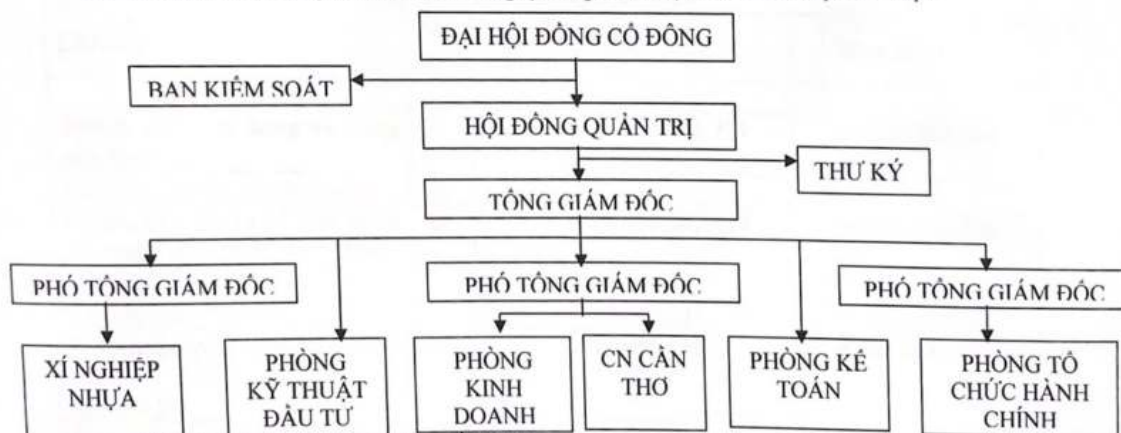 ĐẠI HỘI ĐỒNG CỔ ĐÔNG
BAN KIỂM SOÁT
HỘI ĐỒNG QUẢN TRỊ
THƯ KÝ
TỔNG GIÁM ĐỐC
PHÓ TỔNG GIÁM ĐỐC
PHÓ TỔNG GIÁM ĐỐC
PHÓ TỔNG GIÁM ĐỐC
XÍ NGHIỆP
NHỰA
PHÒNG
KỸ THUẬT
ĐẦU TƯ
PHÒNG
KINH
DOANH
CN CẦN
THƠ
PHÒNG KẾ
TOÁN
PHÒNG TỔ
CHỨC HÀNH
CHÍNH